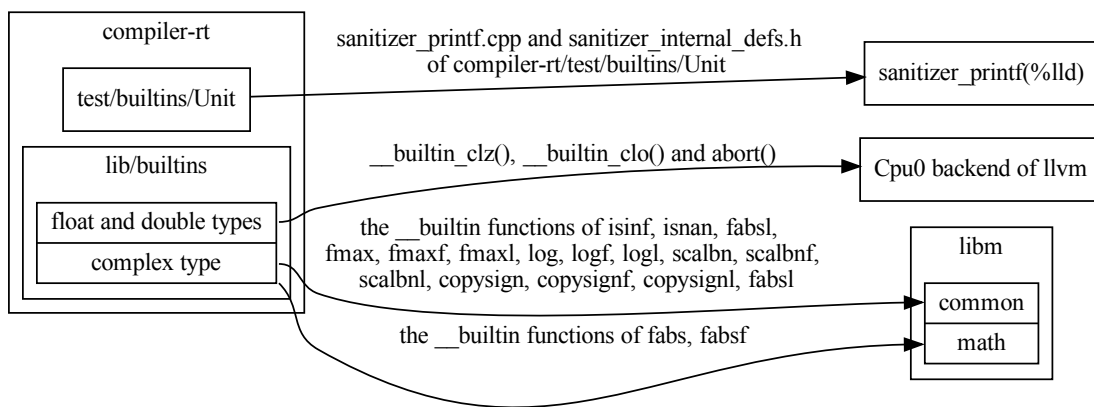 compiler-rt
sanitizer_printf.cpp and sanitizer_internal_defs.h
of compiler-rt/test/builtins/Unit
test/builtins/Unit
sanitizer_printf(%lld)
lib/builtins
__builtin_clz(), __builtin_clo() and abort()
Cpu0 backend of llvm
float and double types
complex type
the __builtin functions of isinf, isnan, fabsl,
fmax, fmaxf, fmaxl, log, logf, logl, scalbn, scalbnf,
scalbnl, copysign, copysignf, copysignl, fabsl
libm
common
math
the __builtin functions of fabs, fabsf